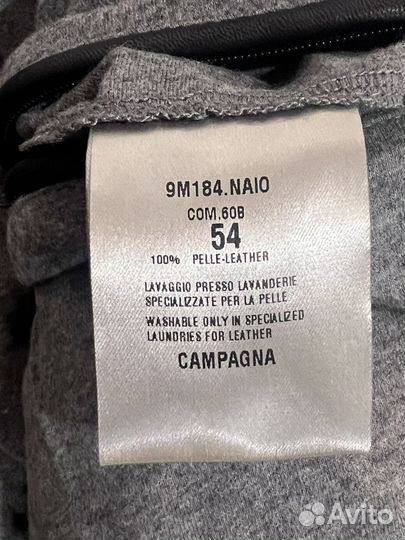 9M184.NAIO
COM,60B
54
100% PELLE-LEATHER
LAVAGGIO PRESSO LAVANDERIE
SPECIALIZZATE PER LA PELLE
WASHABLE ONLY IN SPECIALIZED
LAUNDRIES FOR LEATHER
CAMPAGNA
Avito